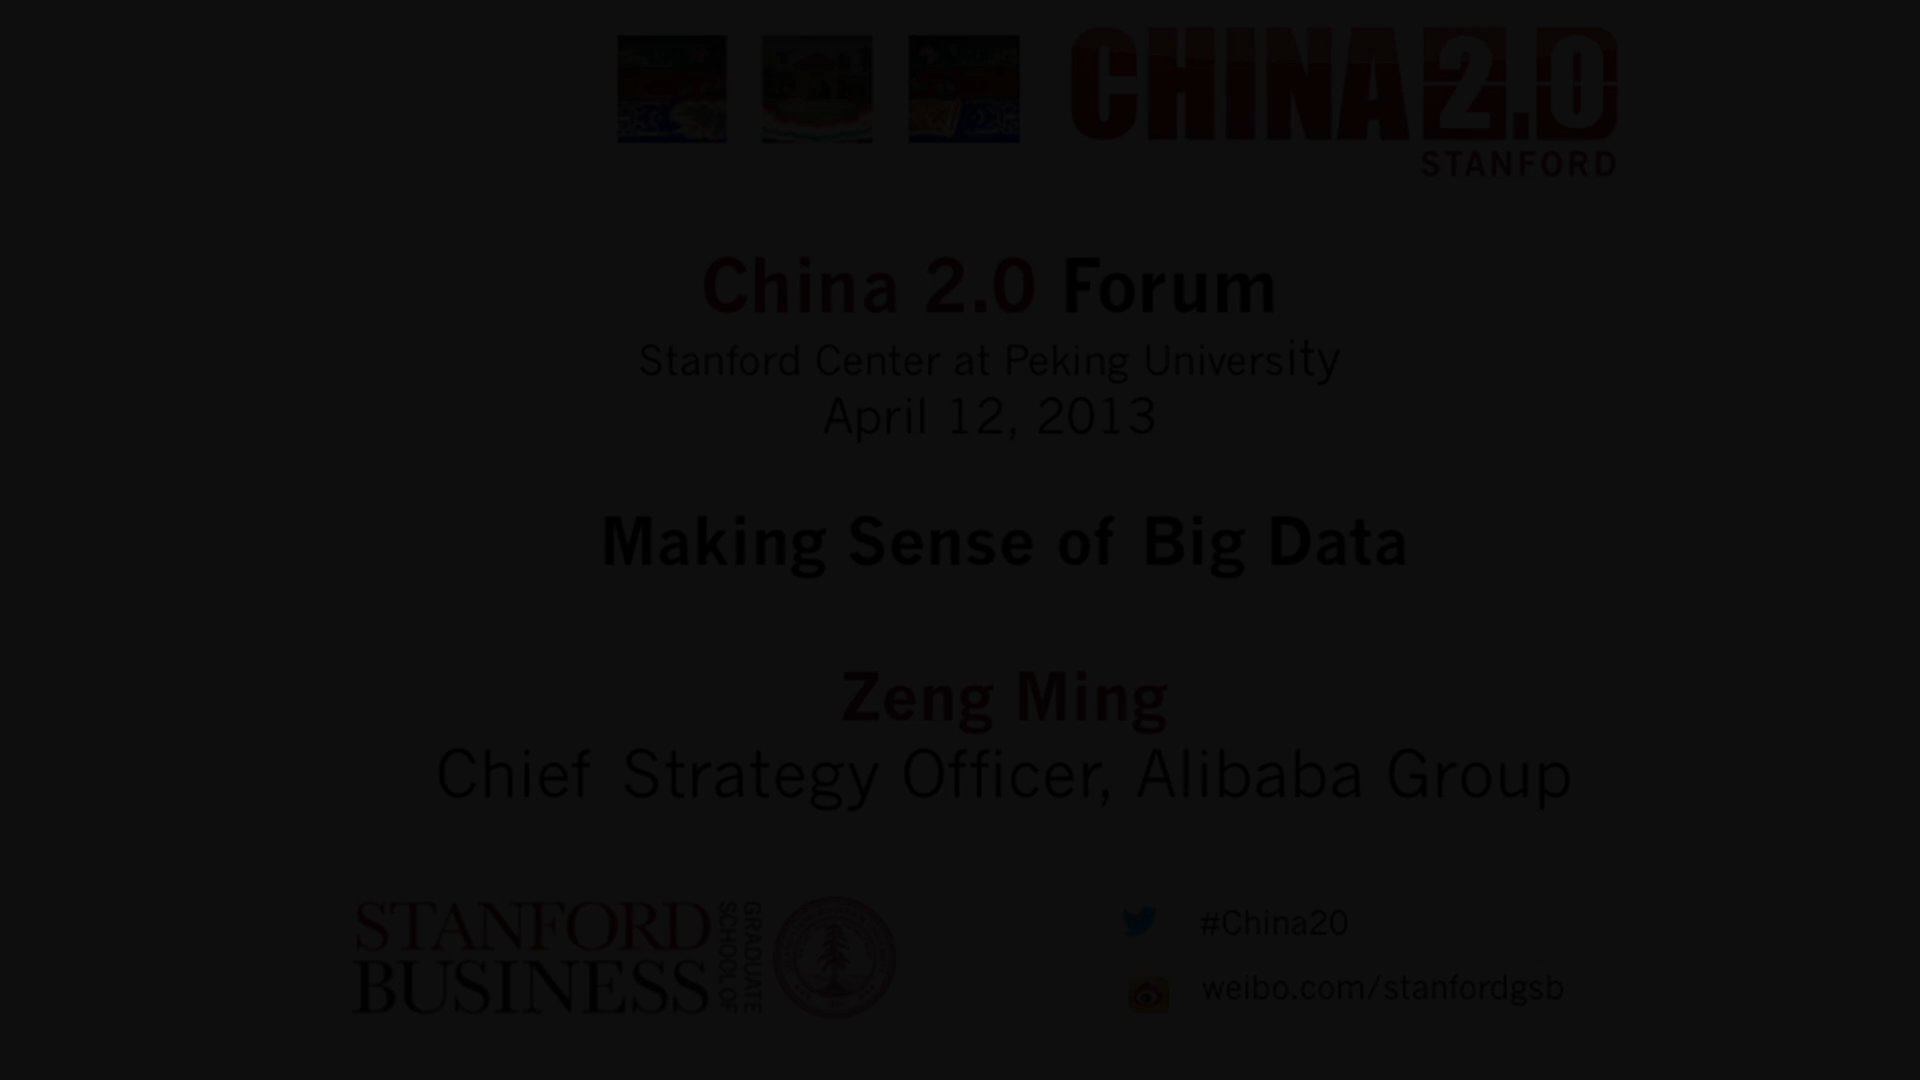 CHINA 2.0
STANFORD
China 2.0 Forum
Stanford Center at Peking University
April 12, 2013
Making Sense of Big Data
Zeng Ming
Chief Strategy Officer, Alibaba Group
STANFORD
BUSINESS
GRADUATE
SCHOOL OF
#China20
weibo.com/stanfordgsb